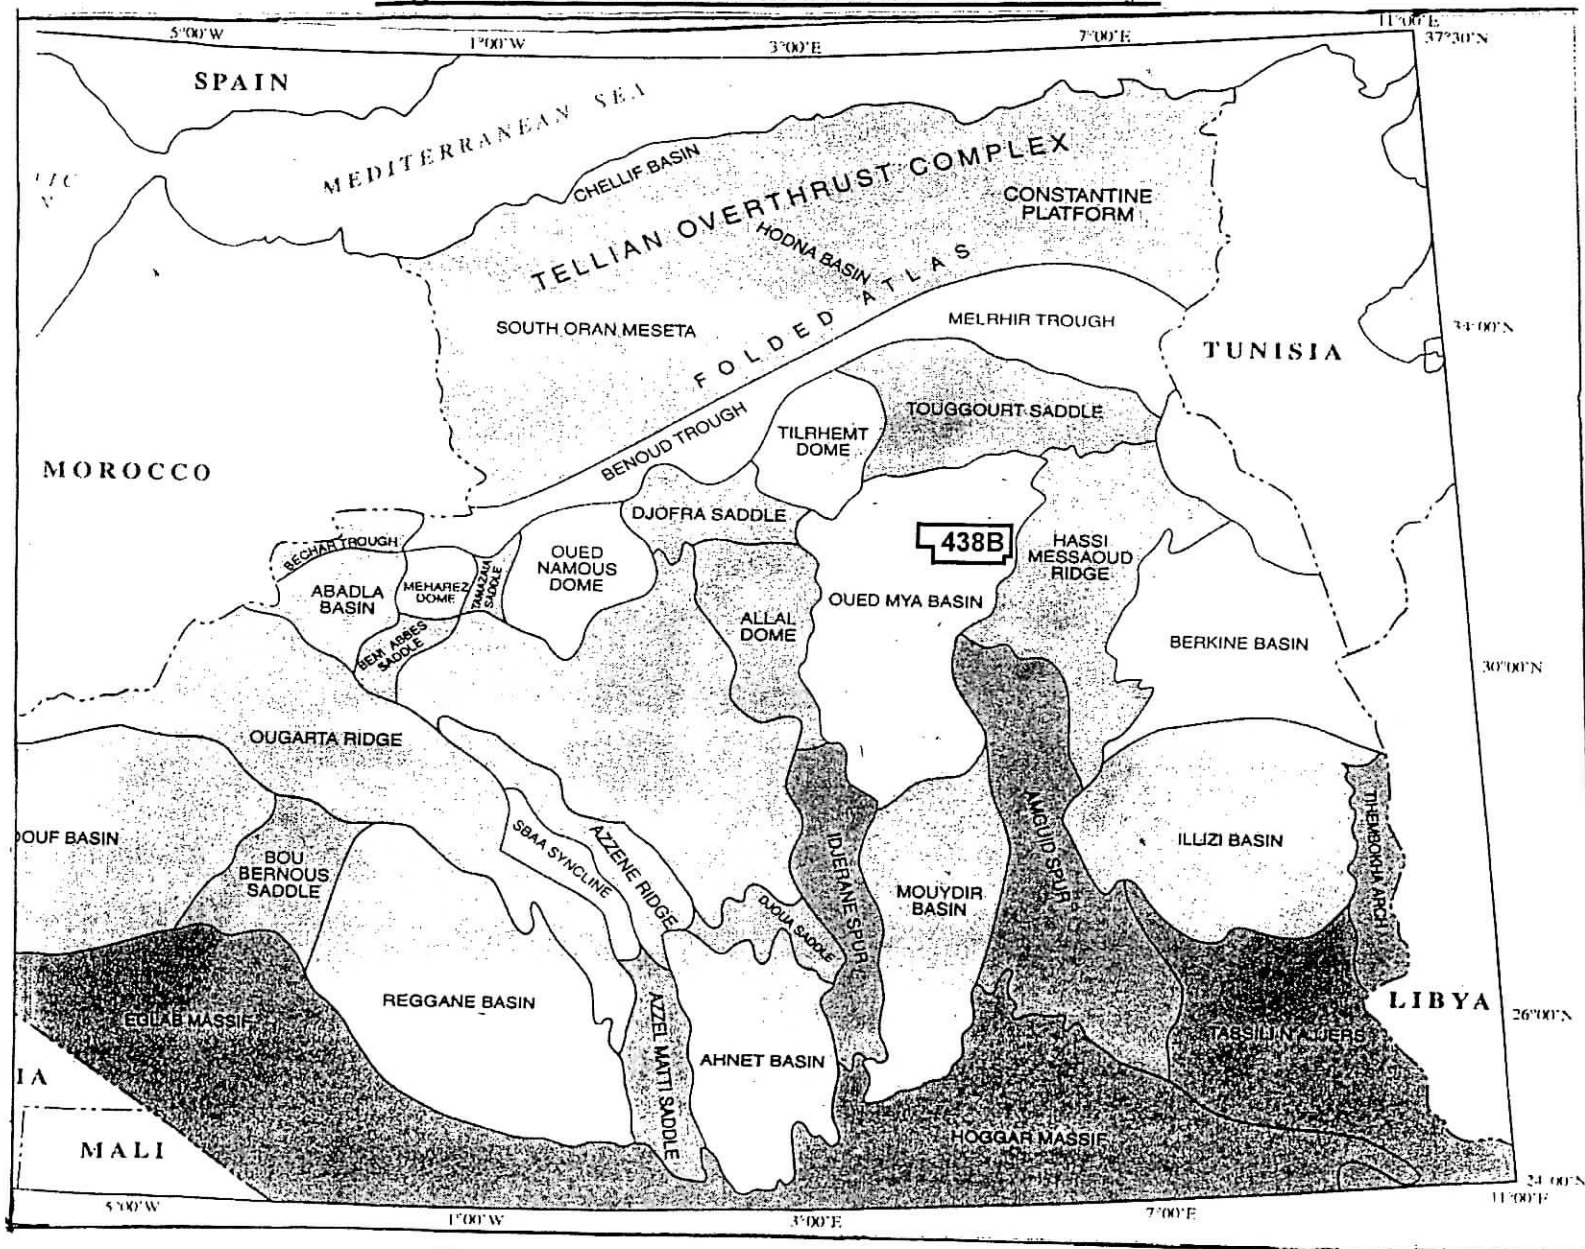 5°00'W
1°00'W
3°00'E
7°00'E
11°00'E
37°30'N
SPAIN
MEDITERRANEAN SEA
CHELLIF BASIN
TELLIAN OVERTHRUST COMPLEX
CONSTANTINE
PLATFORM
HODNA BASIN
FOLDED ATLAS
SOUTH ORAN MESETA
MELRHIR TROUGH
34°00'N
TUNISIA
TOUGGOURT SADDLE
BENOUD TROUGH
TILRHEMT
DOME
MOROCCO
DJOFRA SADDLE
438B
BECHAR TROUGH
OUED
NAMOUS
DOME
HASSI
MESSAOUD
RIDGE
ABADLA
BASIN
MEHAREZ
DOME
TAMAZAIA
SADDLE
OUED MYA BASIN
ALLAL
DOME
BENI ABBES
SADDLE
BERKINE BASIN
30°00'N
OUGARTA RIDGE
DOUF BASIN
BOU
BERNOUS
SADDLE
SBAA SYNCLINE
AZZENE RIDGE
IDJERANE SPUR
AMGUID SPUR
ILLIZI BASIN
TIHEMBOKHA ARCH
MOUYDIR
BASIN
DJOUA SADDLE
REGGANE BASIN
EGLAB MASSIF
AZZEL MATTI SADDLE
AHNET BASIN
LIBYA
26°00'N
TASSILI N'AJJERS
IA
MALI
HOGGAR MASSIF
24°00'N
5°00'W
1°00'W
3°00'E
7°00'E
11°00'E